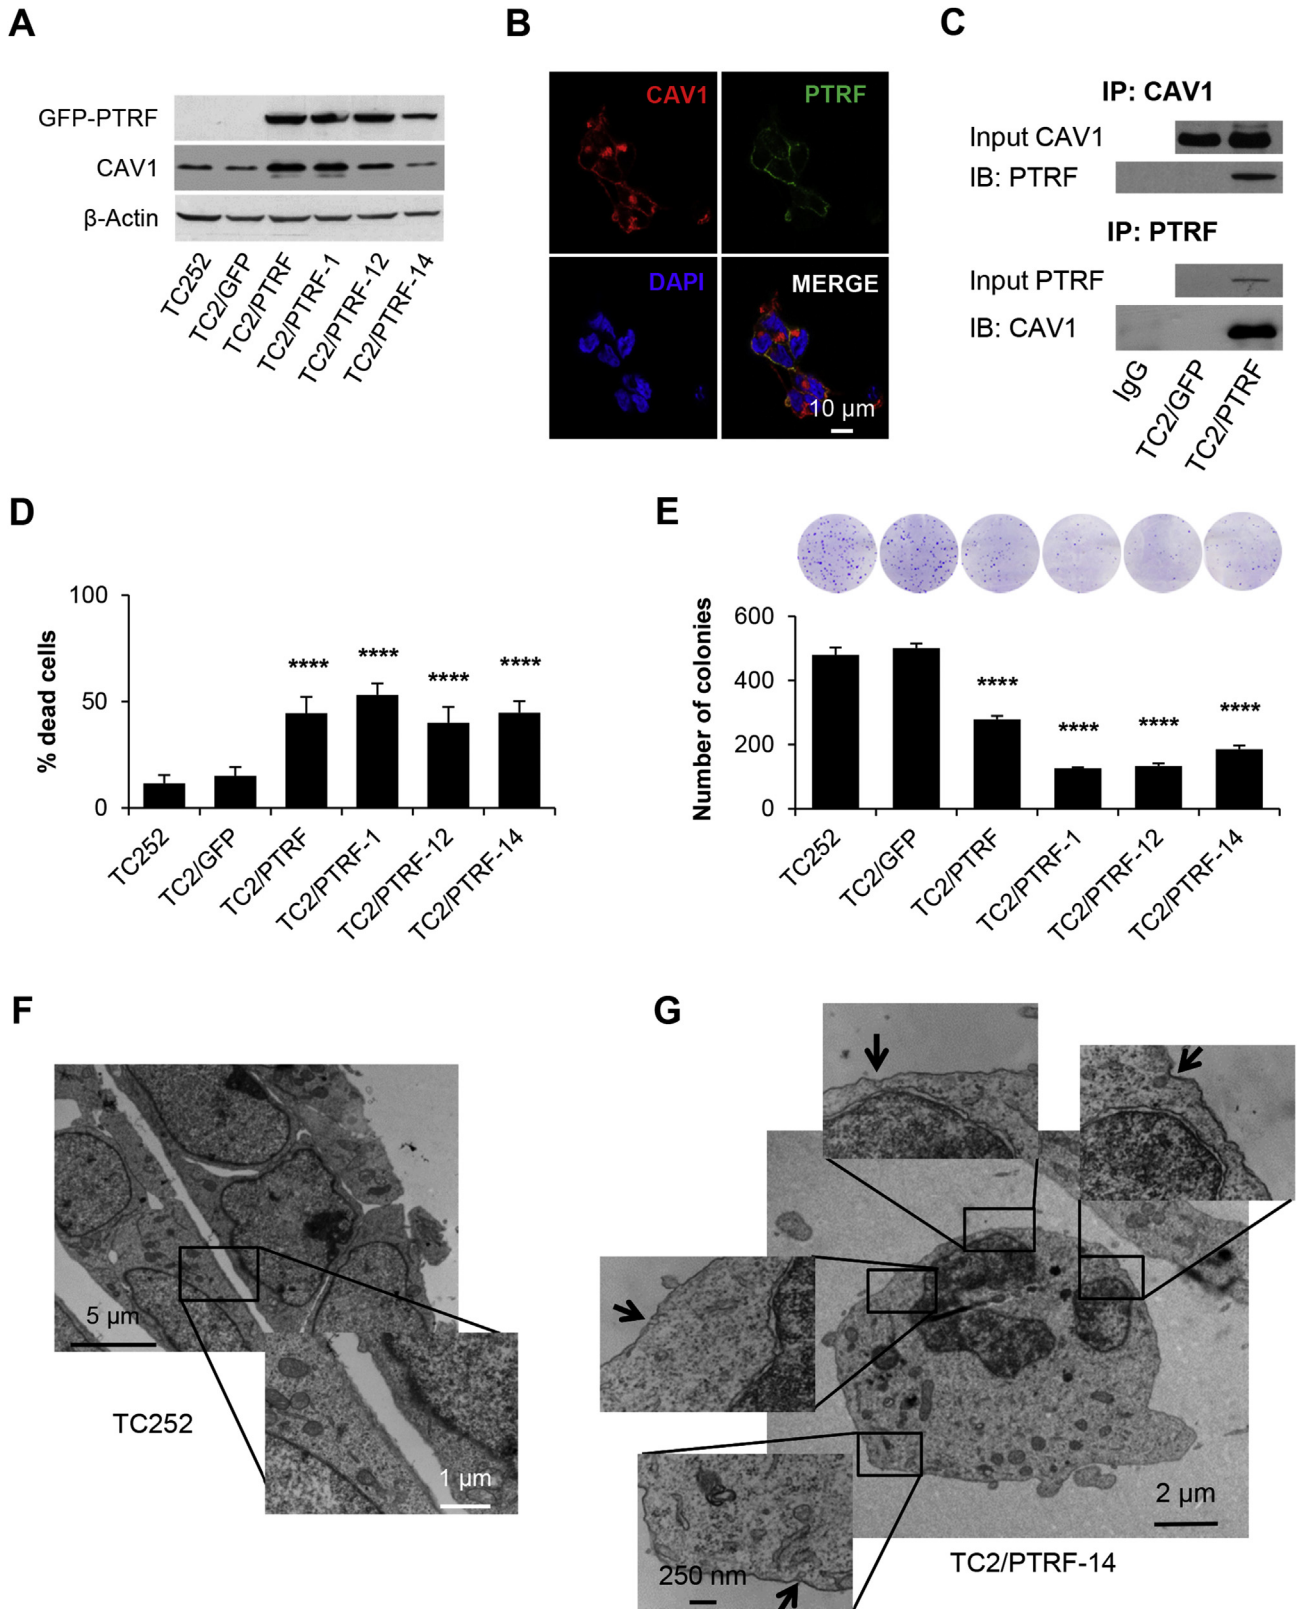 A
GFP-PTRF
CAV1
β-Actin
TC252
TC2/GFP
TC2/PTRF
TC2/PTRF-1
TC2/PTRF-12
TC2/PTRF-14
B
CAV1
PTRF
DAPI
MERGE
10 µm
C
IP: CAV1
Input CAV1
IB: PTRF
IP: PTRF
Input PTRF
IB: CAV1
IgG
TC2/GFP
TC2/PTRF
D
% dead cells
100
50
0
****
****
****
****
TC252
TC2/GFP
TC2/PTRF
TC2/PTRF-1
TC2/PTRF-12
TC2/PTRF-14
E
Number of colonies
600
400
200
0
****
****
****
****
TC252
TC2/GFP
TC2/PTRF
TC2/PTRF-1
TC2/PTRF-12
TC2/PTRF-14
F
5 µm
1 µm
TC252
G
250 nm
2 µm
TC2/PTRF-14